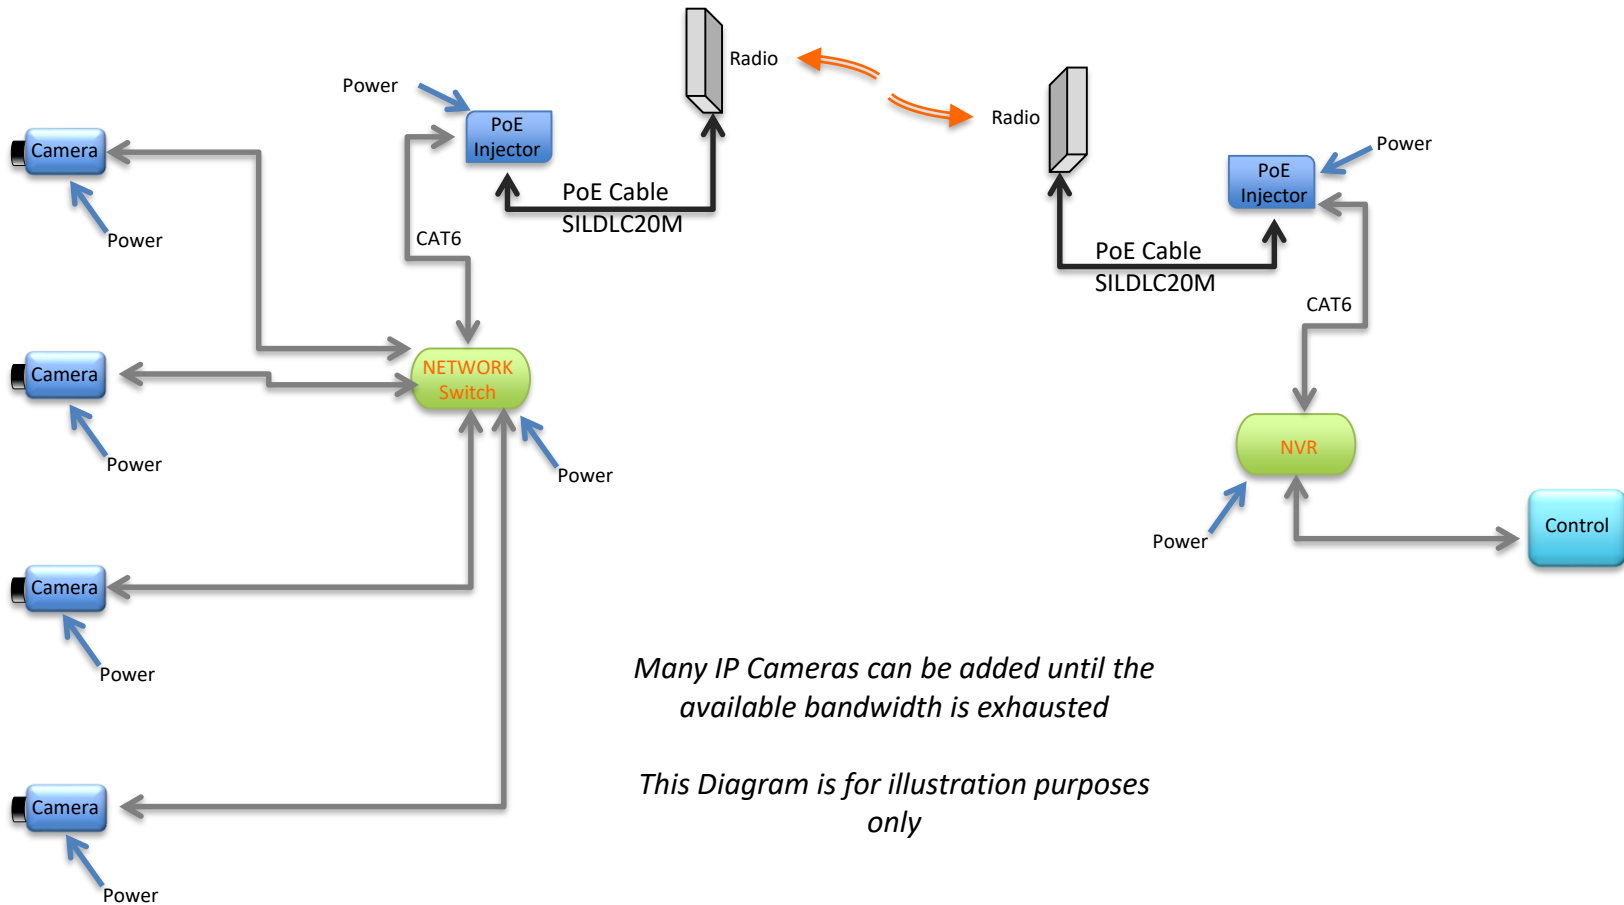 Radio
Power
PoE
Injector
Camera
PoE Cable
SILDLC20M
Power
CAT6
Radio
Power
PoE
Injector
PoE Cable
SILDLC20M
CAT6
Camera
Power
NETWORK
Switch
Power
NVR
Power
Control
Camera
Power
Many IP Cameras can be added until the
available bandwidth is exhausted
This Diagram is for illustration purposes
only
Camera
Power